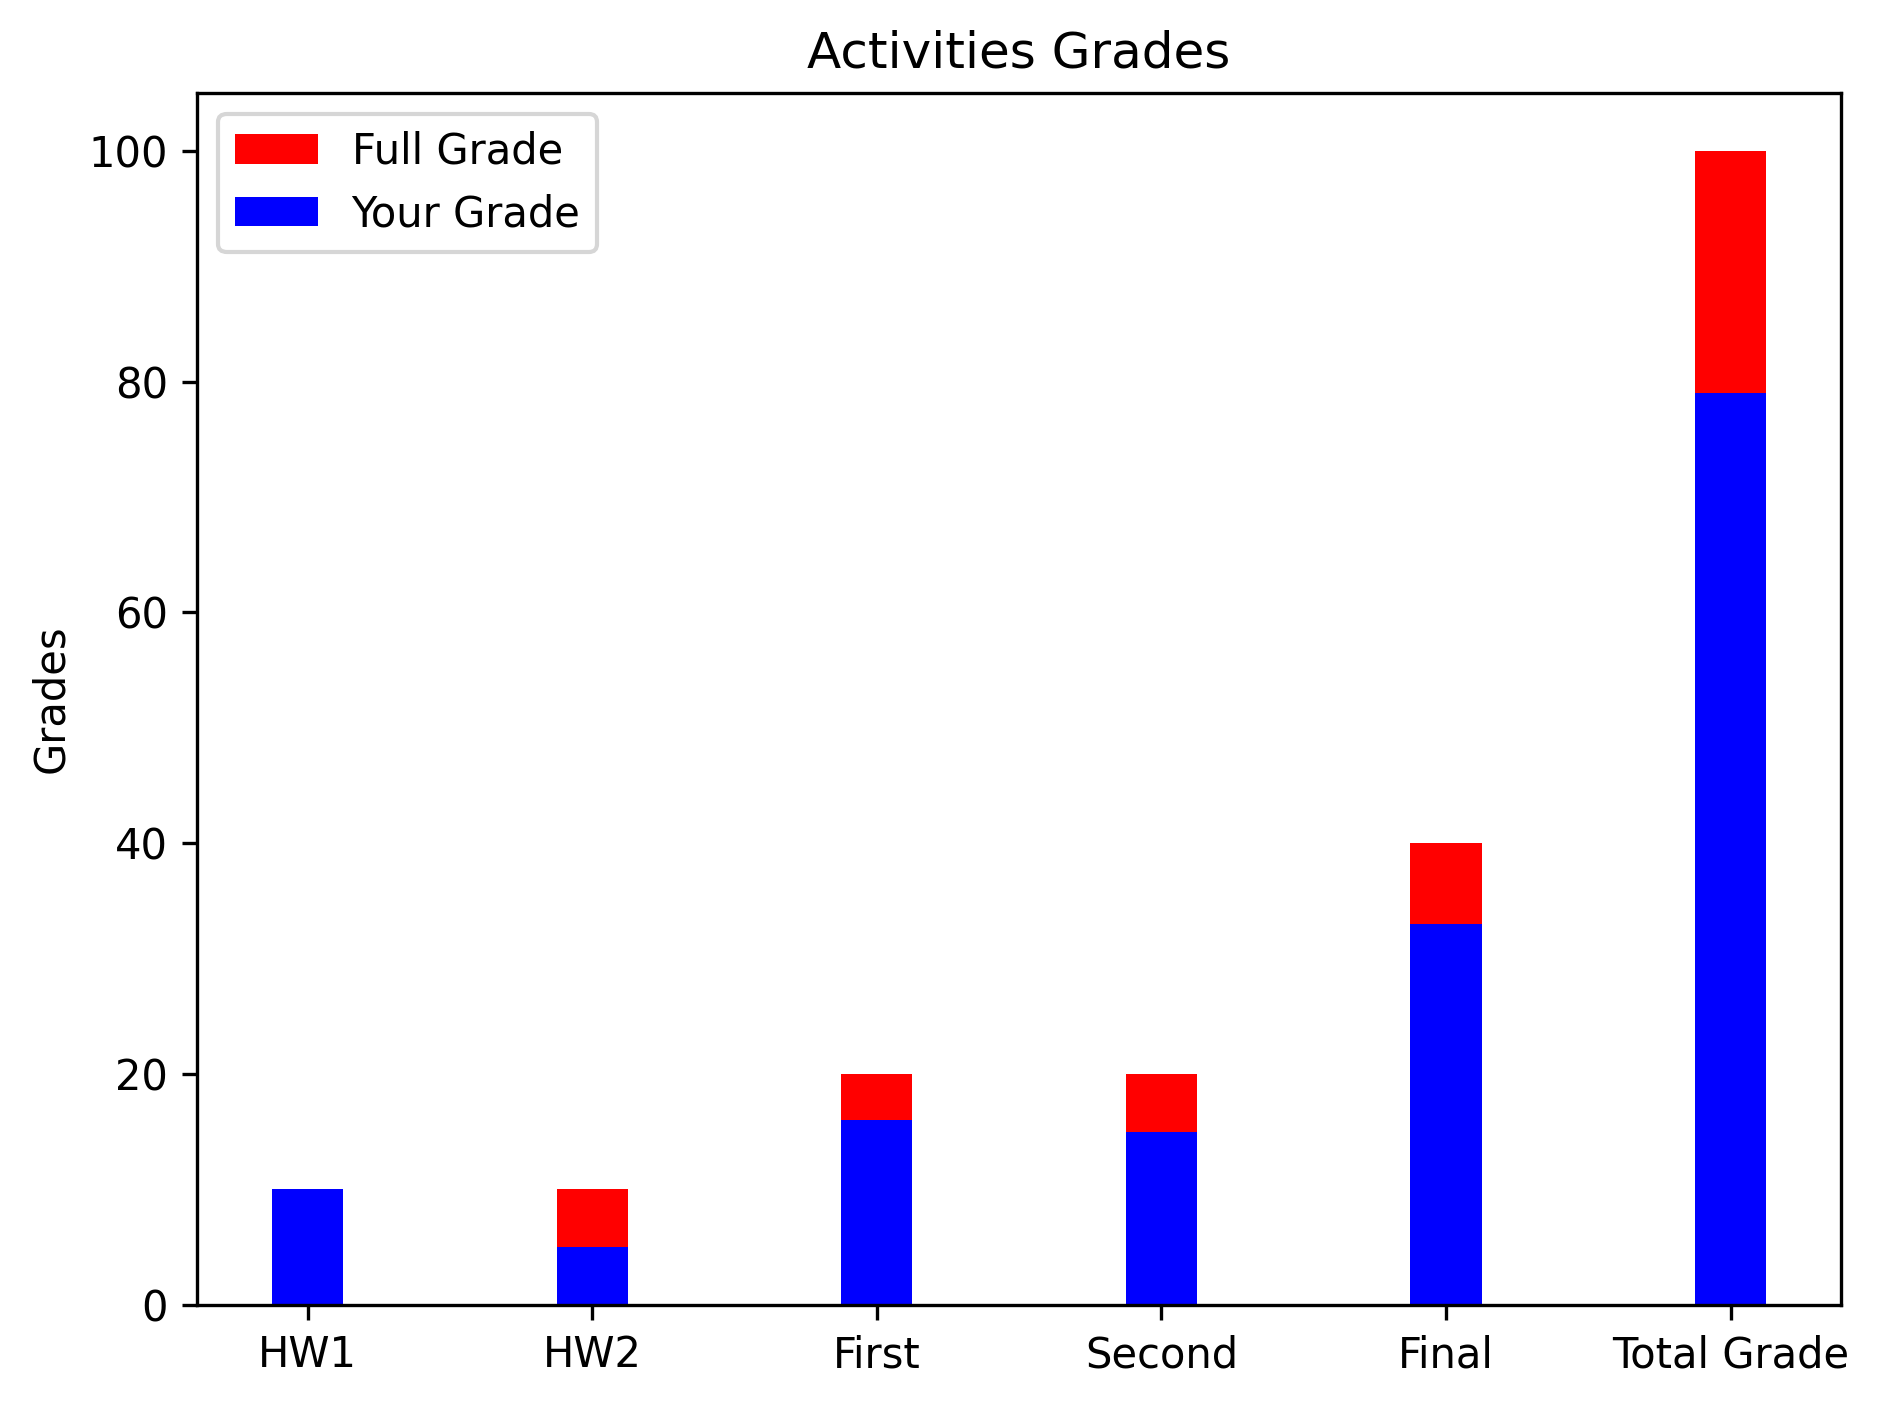 Activities Grades
Full Grade
Your Grade
100
80
60
40
20
0
Grades
HW1 HW2 First Second Final Total Grade